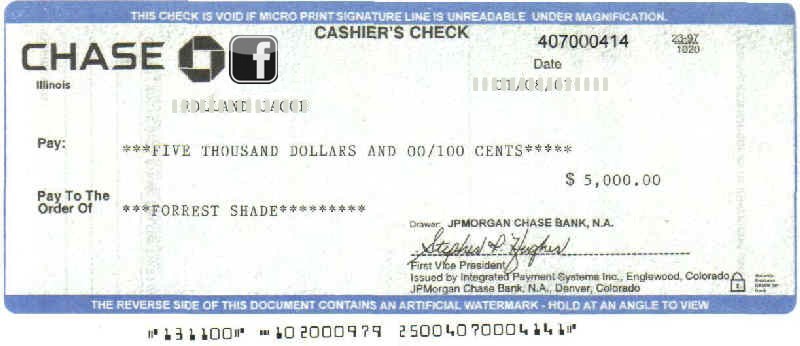 THIS CHECK IS VOID IF MICRO PRINT SIGNATURE LINE IS UNREADABLE UNDER MAGNIFICATION.
CASHIER'S CHECK
CHASE f
407000414
23-97
1020
Date
Illinois
ROLLAND JACOB
Pay:
***FIVE THOUSAND DOLLARS AND 00/100 CENTS*****
$ 5,000.00
Pay To The
Order Of
***FORREST SHADE*********
Drawer: JPMORGAN CHASE BANK, N.A.
Stephen P. Hughes
First Vice President
Issued by Integrated Payment Systems Inc., Englewood, Colorado
JPMorgan Chase Bank, N.A., Denver, Colorado
THE REVERSE SIDE OF THIS DOCUMENT CONTAINS AN ARTIFICIAL WATERMARK - HOLD AT AN ANGLE TO VIEW
⑈131100⑈ ⑆102000979 2500407000414 1⑈